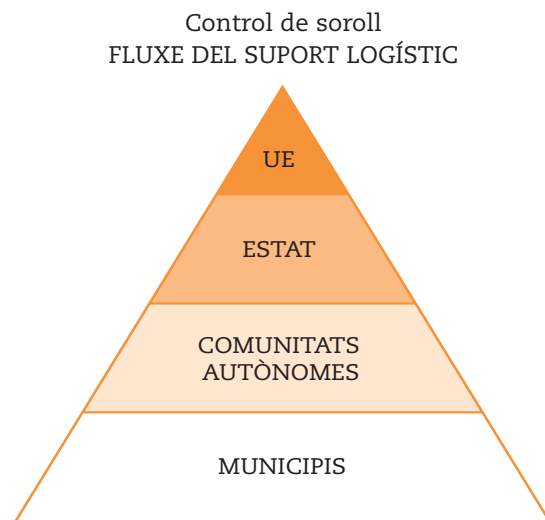 Control de soroll
FLUXE DEL SUPORT LOGÍSTIC
UE
ESTAT
COMUNITATS
AUTÒNOMES
MUNICIPIS